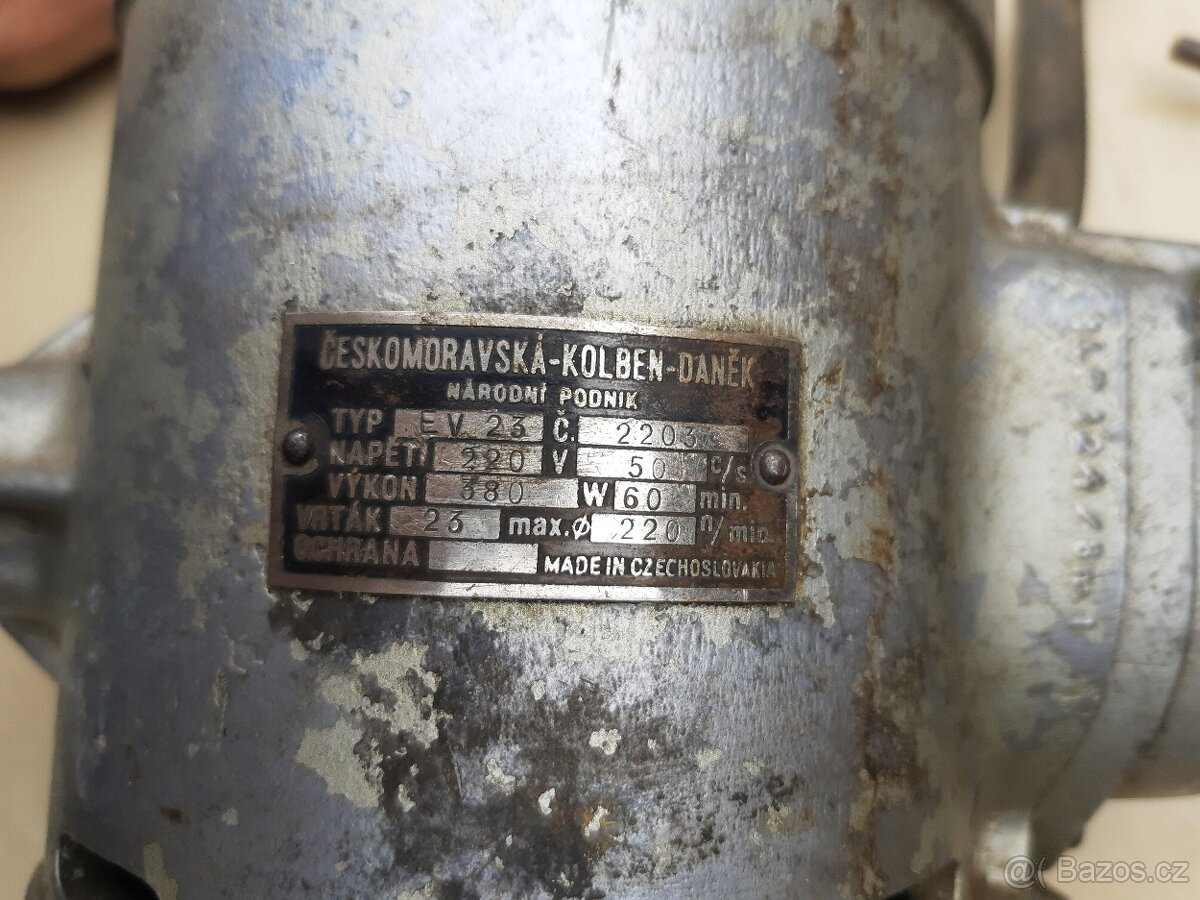 ČESKOMORAVSKÁ-KOLBEN-DANĚK
NÁRODNÍ PODNIK
TYP EV 23 Č. 2203
NAPĚTÍ 220 V 50 c/s
VÝKON 380 W 60 min.
VRTÁK 23 max.ø 220 n/min.
OCHRANA MADE IN CZECHOSLOVAKIA
Bazos.cz